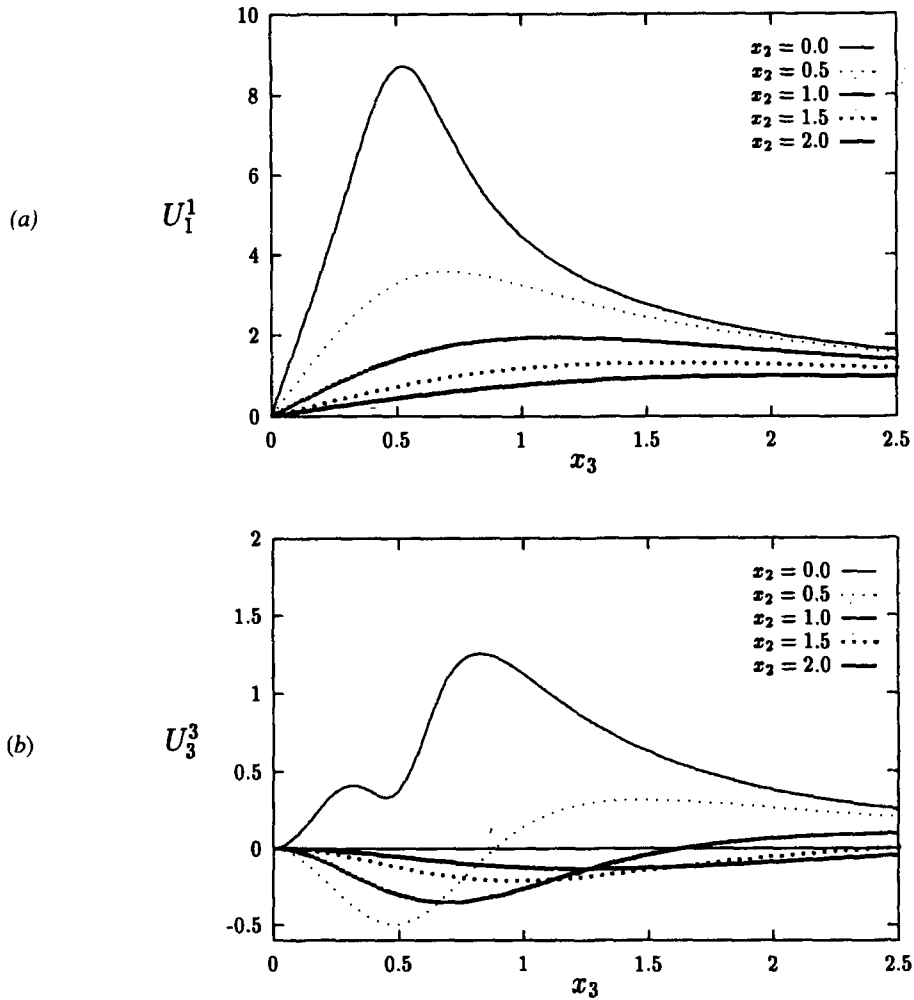 (a)
U_1^1
10
8
6
4
2
0
x_2 = 0.0
x_2 = 0.5
x_2 = 1.0
x_2 = 1.5
x_2 = 2.0
0 0.5 1 1.5 2 2.5
x_3
(b)
U_3^3
2
1.5
1
0.5
0
-0.5
x_2 = 0.0
x_2 = 0.5
x_2 = 1.0
x_2 = 1.5
x_2 = 2.0
0 0.5 1 1.5 2 2.5
x_3